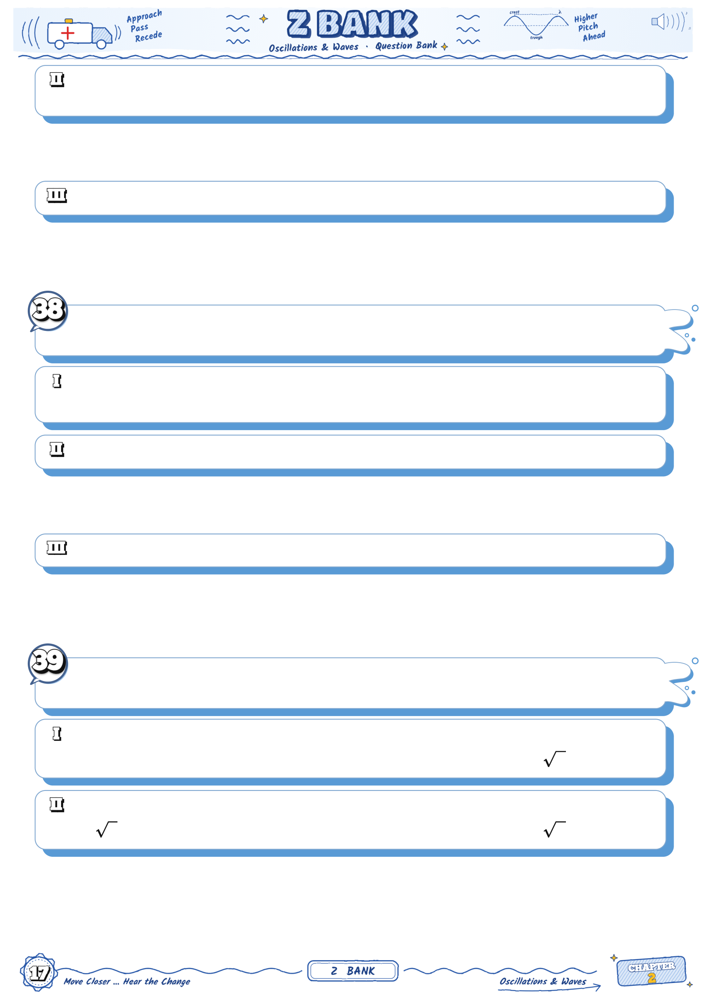 Approach
Pass
Recede
Z BANK
Oscillations & Waves · Question Bank
crest
λ
trough
Higher
Pitch
Ahead
II
III
38
I
II
III
39
I
√
II
√ √
17
Move Closer ... Hear the Change
Z BANK
Oscillations & Waves
CHAPTER
2